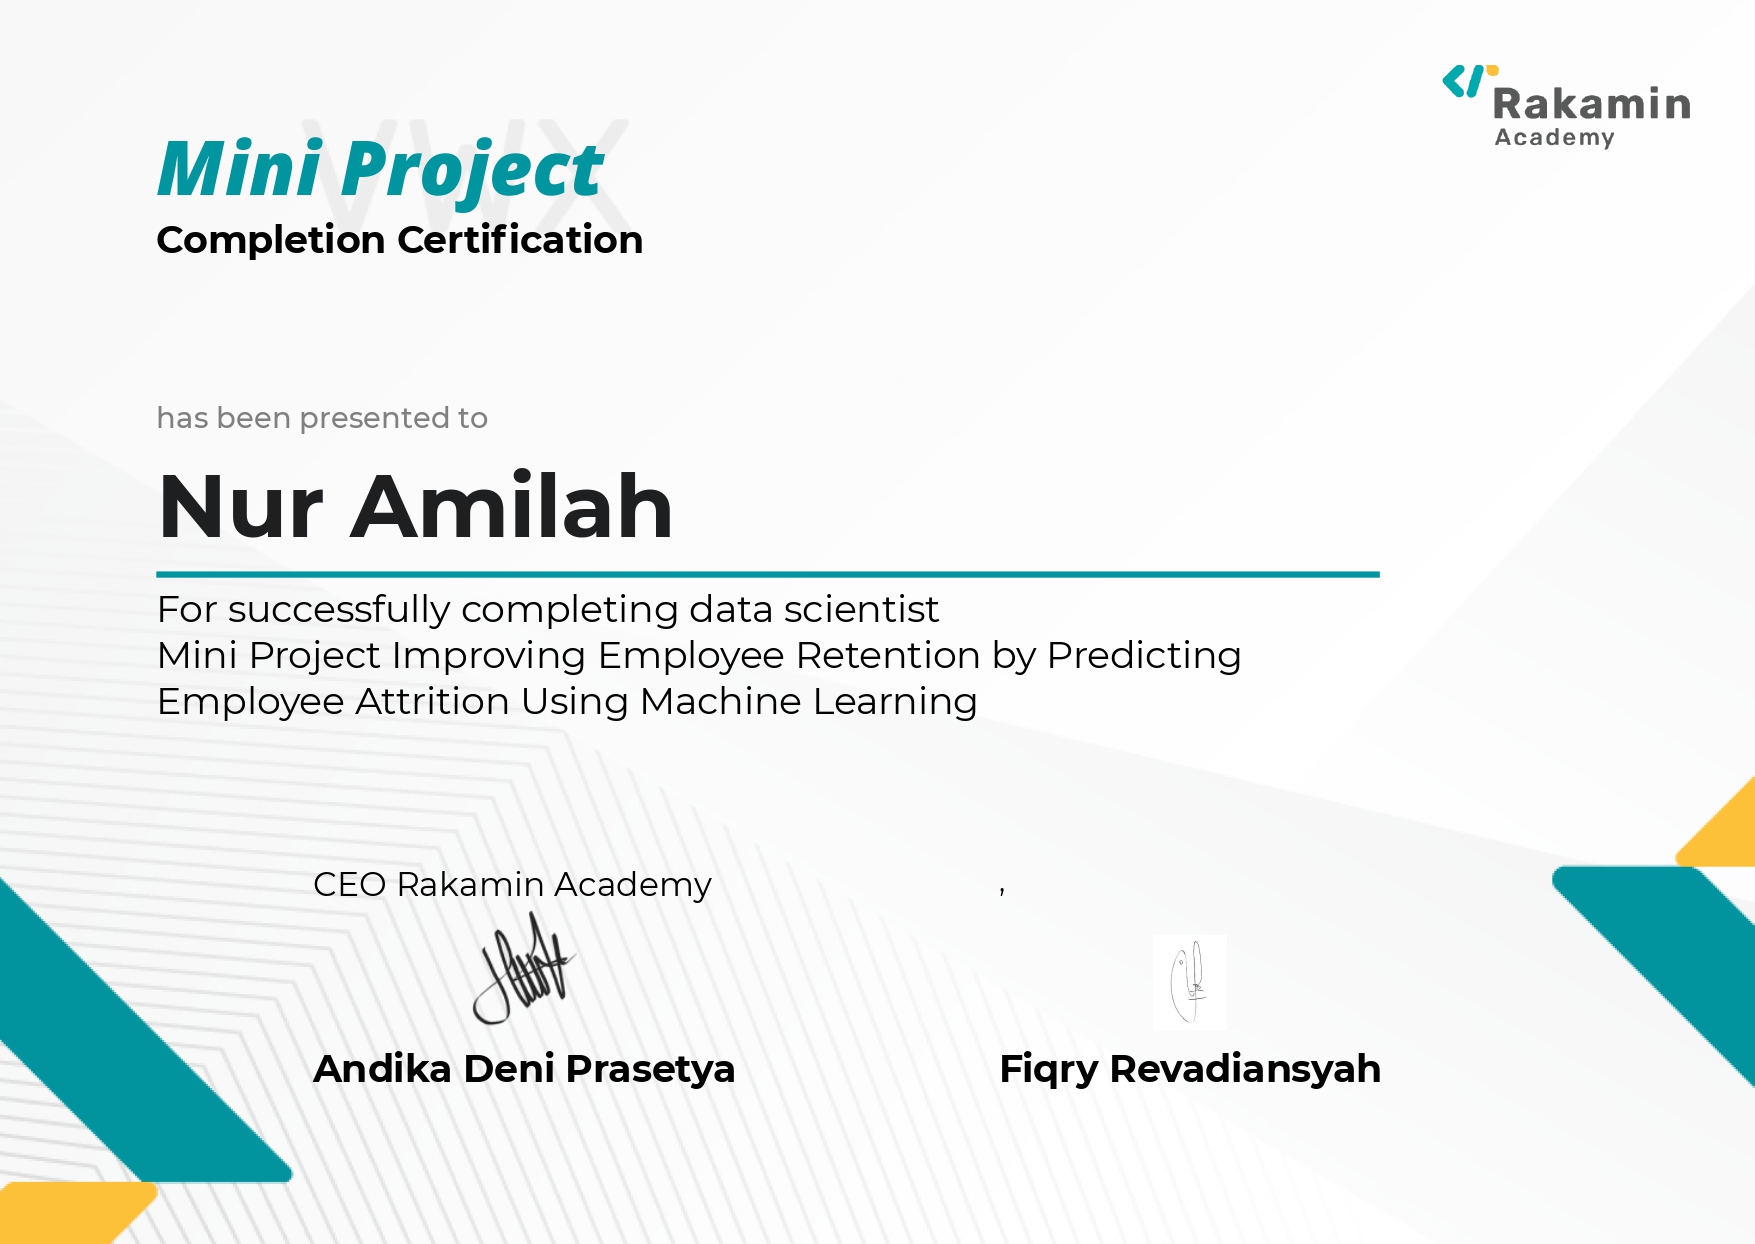 Rakamin
Academy
VWX
Mini Project
Completion Certification
has been presented to
Nur Amilah
For successfully completing data scientist
Mini Project Improving Employee Retention by Predicting
Employee Attrition Using Machine Learning
CEO Rakamin Academy
,
Andika Deni Prasetya
Fiqry Revadiansyah